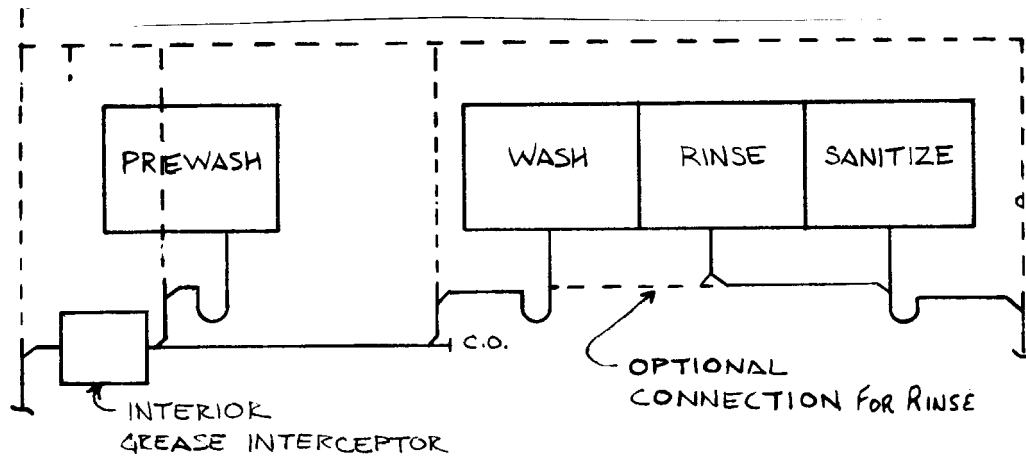 PREWASH
WASH
RINSE
SANITIZE
C.O.
OPTIONAL
CONNECTION FOR RINSE
INTERIOR
GREASE INTERCEPTOR